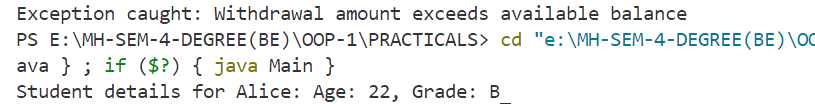 Exception caught: Withdrawal amount exceeds available balance
PS E:\MH-SEM-4-DEGREE(BE)\OOP-1\PRACTICALS> cd "e:\MH-SEM-4-DEGREE(BE)\OO
ava } ; if ($?) { java Main }
Student details for Alice: Age: 22, Grade: B_